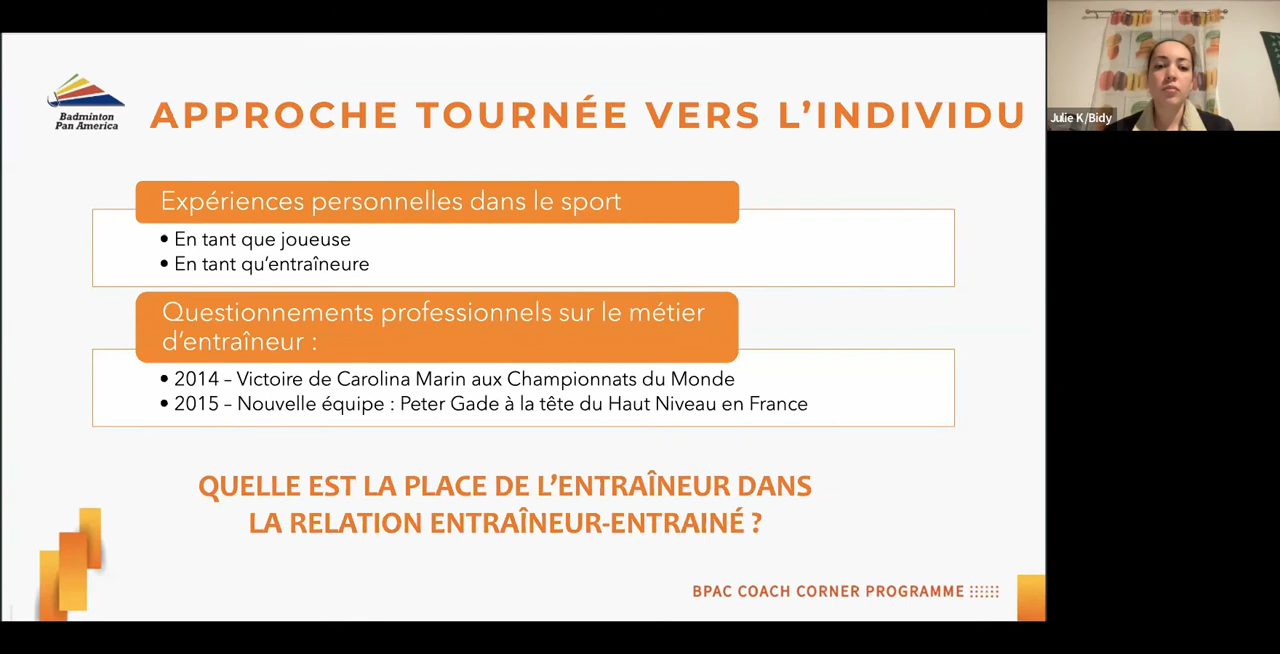 Badminton
Pan America
APPROCHE TOURNÉE VERS L'INDIVIDU
Julie K/Bidy
Expériences personnelles dans le sport
• En tant que joueuse
• En tant qu'entraîneure
Questionnements professionnels sur le métier
d'entraîneur :
• 2014 – Victoire de Carolina Marin aux Championnats du Monde
• 2015 – Nouvelle équipe : Peter Gade à la tête du Haut Niveau en France
QUELLE EST LA PLACE DE L'ENTRAÎNEUR DANS
LA RELATION ENTRAÎNEUR-ENTRAINÉ ?
BPAC COACH CORNER PROGRAMME